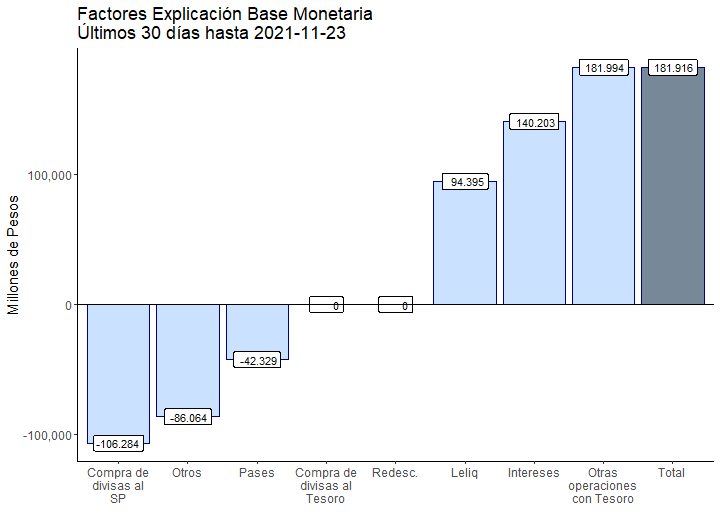 Factores Explicación Base Monetaria
Últimos 30 días hasta 2021-11-23
Millones de Pesos
100,000
0
-100,000
-106.284
-86.064
-42.329
0
0
94.395
140.203
181.994
181.916
Compra de
divisas al
SP
Otros
Pases
Compra de
divisas al
Tesoro
Redesc.
Leliq
Intereses
Otras
operaciones
con Tesoro
Total